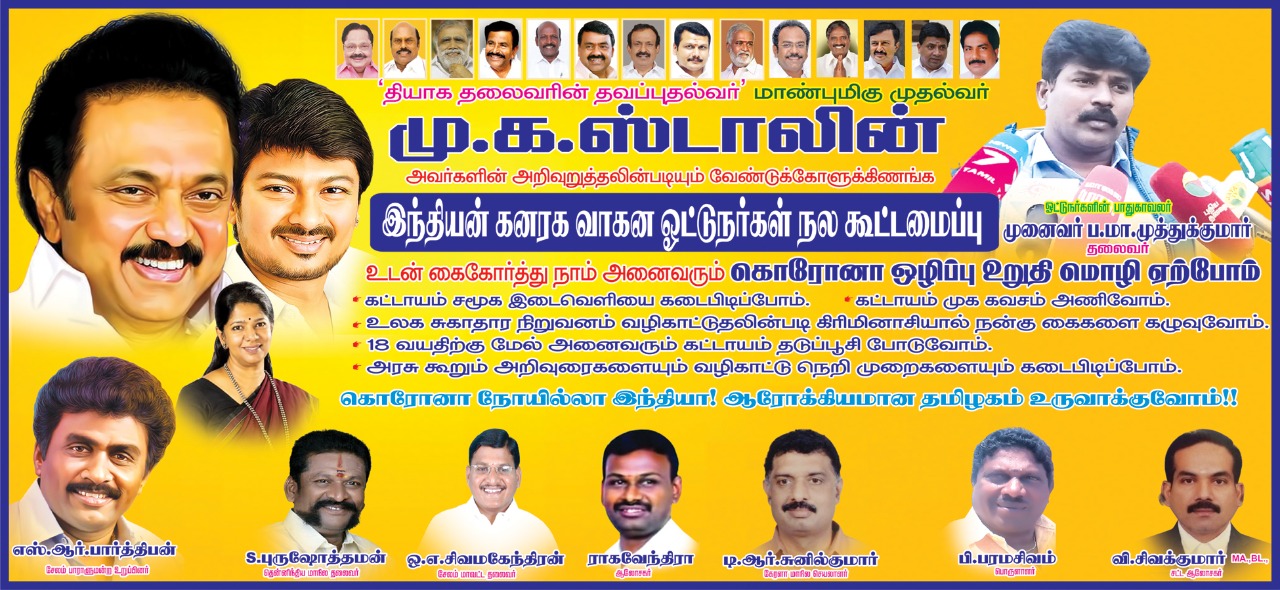 'தியாக தலைவரின் தவப்புதல்வர்' மாண்புமிகு முதல்வர்
மு.க.ஸ்டாலின்
அவர்களின் அறிவுறுத்தலின்படியும் வேண்டுக்கோளுக்கிணங்க
இந்தியன் கனரக வாகன ஓட்டுநர்கள் நல கூட்டமைப்பு
NEWS
7
TAMIL
ஓட்டுநர்களின் பாதுகாவலர்
முனைவர் ப.மா.முத்துக்குமார்
தலைவர்
உடன் கைகோர்த்து நாம் அனைவரும் கொரோனா ஒழிப்பு உறுதி மொழி ஏற்போம்
கட்டாயம் சமூக இடைவெளியை கடைபிடிப்போம். கட்டாயம் முக கவசம் அணிவோம்.
உலக சுகாதார நிறுவனம் வழிகாட்டுதலின்படி கிரிமினாசியால் நன்கு கைகளை கழுவுவோம்.
18 வயதிற்கு மேல் அனைவரும் கட்டாயம் தடுப்பூசி போடுவோம்.
அரசு கூறும் அறிவுரைகளையும் வழிகாட்டு நெறி முறைகளையும் கடைபிடிப்போம்.
கொரோனா நோயில்லா இந்தியா! ஆரோக்கியமான தமிழகம் உருவாக்குவோம்!!
எஸ்.ஆர்.பார்த்திபன்
சேலம் பாராளுமன்ற உறுப்பினர்
S.புருஷோத்தமன்
தென்னிந்திய மாநில தலைவர்
ஓ.எ.சிவமகேந்திரன்
சேலம் மாவட்ட தலைவர்
ராகவேந்திரா
ஆலோசகர்
டி.ஆர்.சுனில்குமார்
கேரளா மாநில செயலாளர்
பி.பரமசிவம்
பொருளாளர்
வி.சிவக்குமார் MA.,BL.,
சட்ட ஆலோசகர்